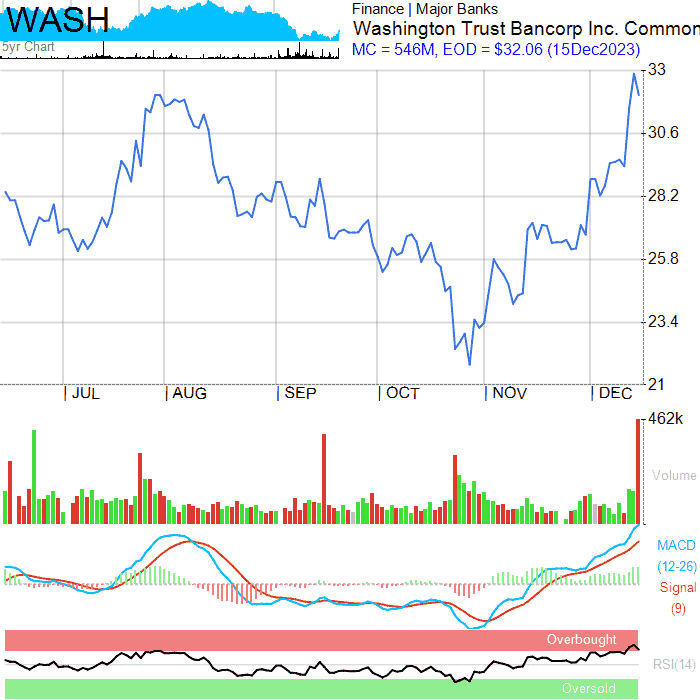 WASH
5yr Chart
Finance | Major Banks
Washington Trust Bancorp Inc. Common
MC = 546M, EOD = $32.06 (15Dec2023)
33
30.6
28.2
25.8
23.4
21
JUL AUG SEP OCT NOV DEC
462k
Volume
MACD
(12-26)
Signal
(9)
Overbought
RSI(14)
Oversold